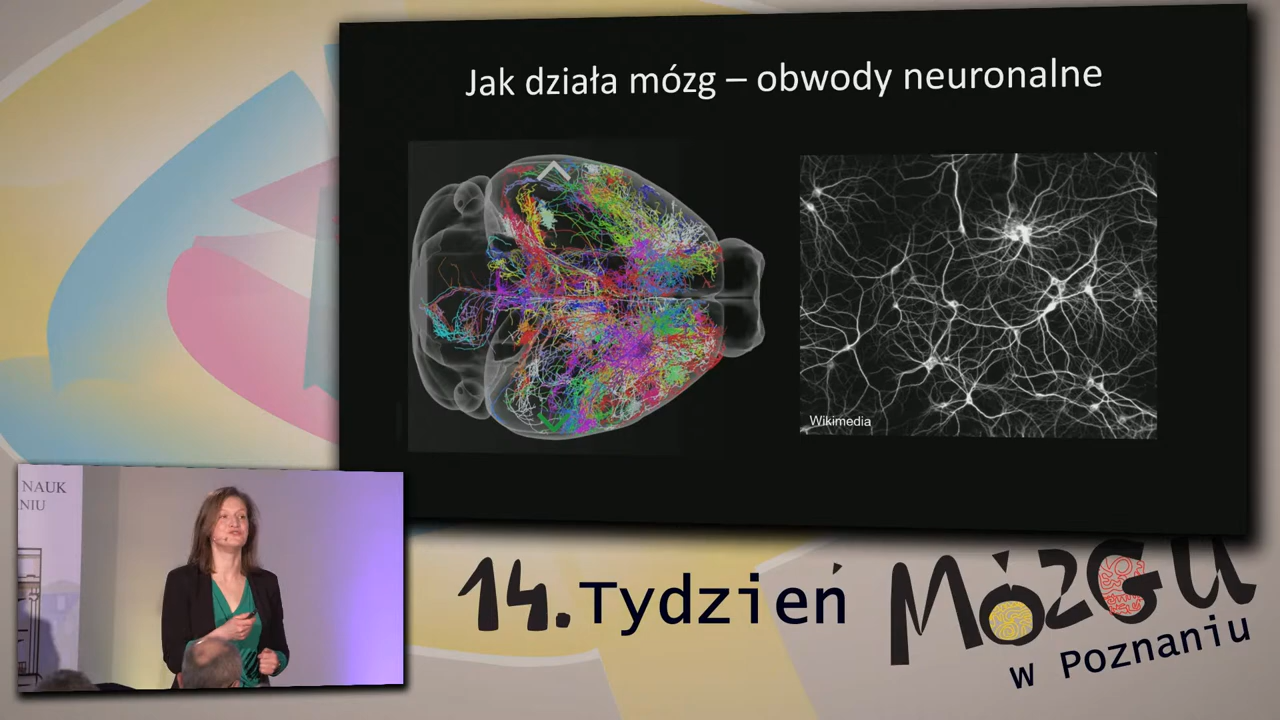 Jak działa mózg – obwody neuronalne
Wikimedia
NAUK
NIU
14. Tydzień MÓZGU
w Poznaniu